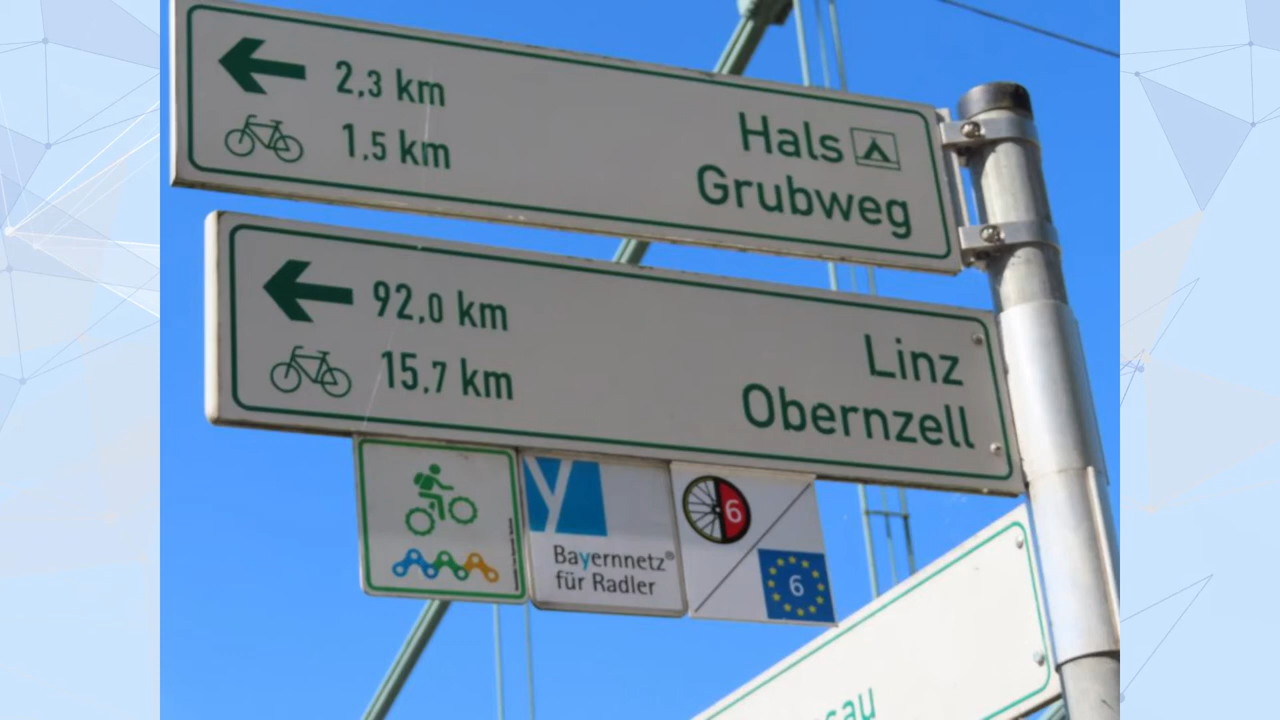 2,3 km Hals
1,5 km Grubweg
92,0 km Linz
15,7 km Obernzell
Bayernnetz®
für Radler
6
6